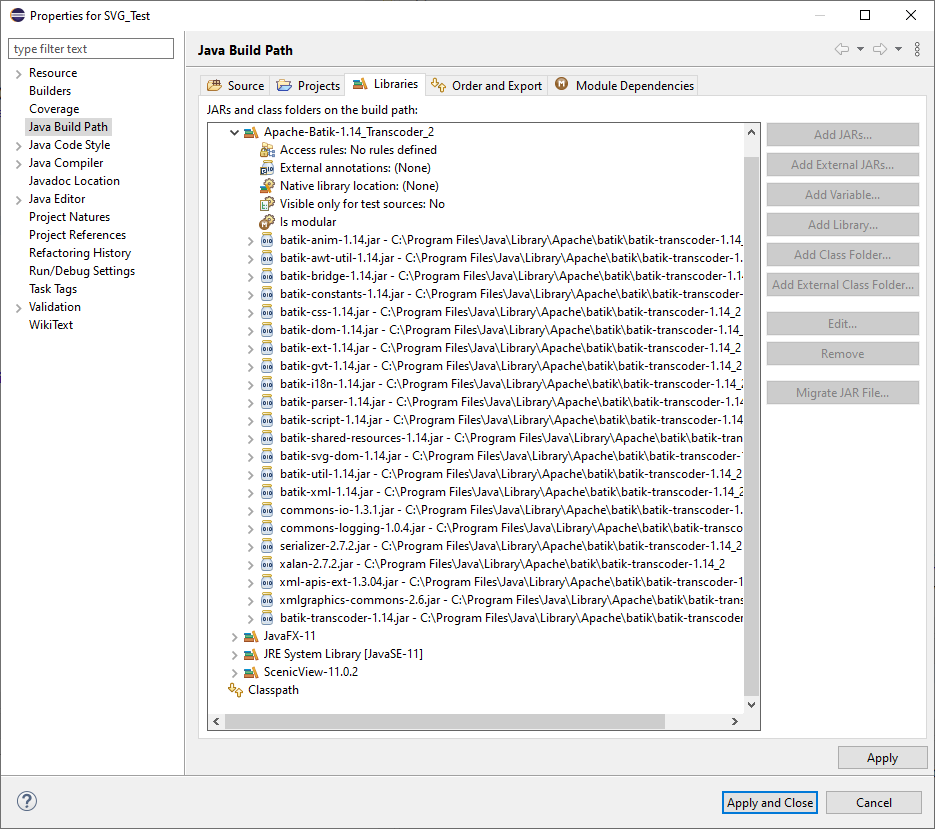 Properties for SVG_Test
type filter text
Resource
Builders
Coverage
Java Build Path
Java Code Style
Java Compiler
Javadoc Location
Java Editor
Project Natures
Project References
Refactoring History
Run/Debug Settings
Task Tags
Validation
WikiText
Java Build Path
Source Projects Libraries Order and Export Module Dependencies
JARs and class folders on the build path:
Apache-Batik-1.14_Transcoder_2
Access rules: No rules defined
External annotations: (None)
Native library location: (None)
Visible only for test sources: No
Is modular
batik-anim-1.14.jar - C:\Program Files\Java\Library\Apache\batik\batik-transcoder-1.14_
batik-awt-util-1.14.jar - C:\Program Files\Java\Library\Apache\batik\batik-transcoder-1.
batik-bridge-1.14.jar - C:\Program Files\Java\Library\Apache\batik\batik-transcoder-1.14
batik-constants-1.14.jar - C:\Program Files\Java\Library\Apache\batik\batik-transcoder-
batik-css-1.14.jar - C:\Program Files\Java\Library\Apache\batik\batik-transcoder-1.14_2
batik-dom-1.14.jar - C:\Program Files\Java\Library\Apache\batik\batik-transcoder-1.14_
batik-ext-1.14.jar - C:\Program Files\Java\Library\Apache\batik\batik-transcoder-1.14_2
batik-gvt-1.14.jar - C:\Program Files\Java\Library\Apache\batik\batik-transcoder-1.14_2
batik-i18n-1.14.jar - C:\Program Files\Java\Library\Apache\batik\batik-transcoder-1.14_2
batik-parser-1.14.jar - C:\Program Files\Java\Library\Apache\batik\batik-transcoder-1.14
batik-script-1.14.jar - C:\Program Files\Java\Library\Apache\batik\batik-transcoder-1.14
batik-shared-resources-1.14.jar - C:\Program Files\Java\Library\Apache\batik\batik-tran
batik-svg-dom-1.14.jar - C:\Program Files\Java\Library\Apache\batik\batik-transcoder-1
batik-util-1.14.jar - C:\Program Files\Java\Library\Apache\batik\batik-transcoder-1.14_2
batik-xml-1.14.jar - C:\Program Files\Java\Library\Apache\batik\batik-transcoder-1.14_2
commons-io-1.3.1.jar - C:\Program Files\Java\Library\Apache\batik\batik-transcoder-1.
commons-logging-1.0.4.jar - C:\Program Files\Java\Library\Apache\batik\batik-transco
serializer-2.7.2.jar - C:\Program Files\Java\Library\Apache\batik\batik-transcoder-1.14_2
xalan-2.7.2.jar - C:\Program Files\Java\Library\Apache\batik\batik-transcoder-1.14_2
xml-apis-ext-1.3.04.jar - C:\Program Files\Java\Library\Apache\batik\batik-transcoder-1
xmlgraphics-commons-2.6.jar - C:\Program Files\Java\Library\Apache\batik\batik-trans
batik-transcoder-1.14.jar - C:\Program Files\Java\Library\Apache\batik\batik-transcoder
JavaFX-11
JRE System Library [JavaSE-11]
ScenicView-11.0.2
Classpath
Add JARs...
Add External JARs...
Add Variable...
Add Library...
Add Class Folder...
Add External Class Folder...
Edit...
Remove
Migrate JAR File...
Apply
Apply and Close Cancel